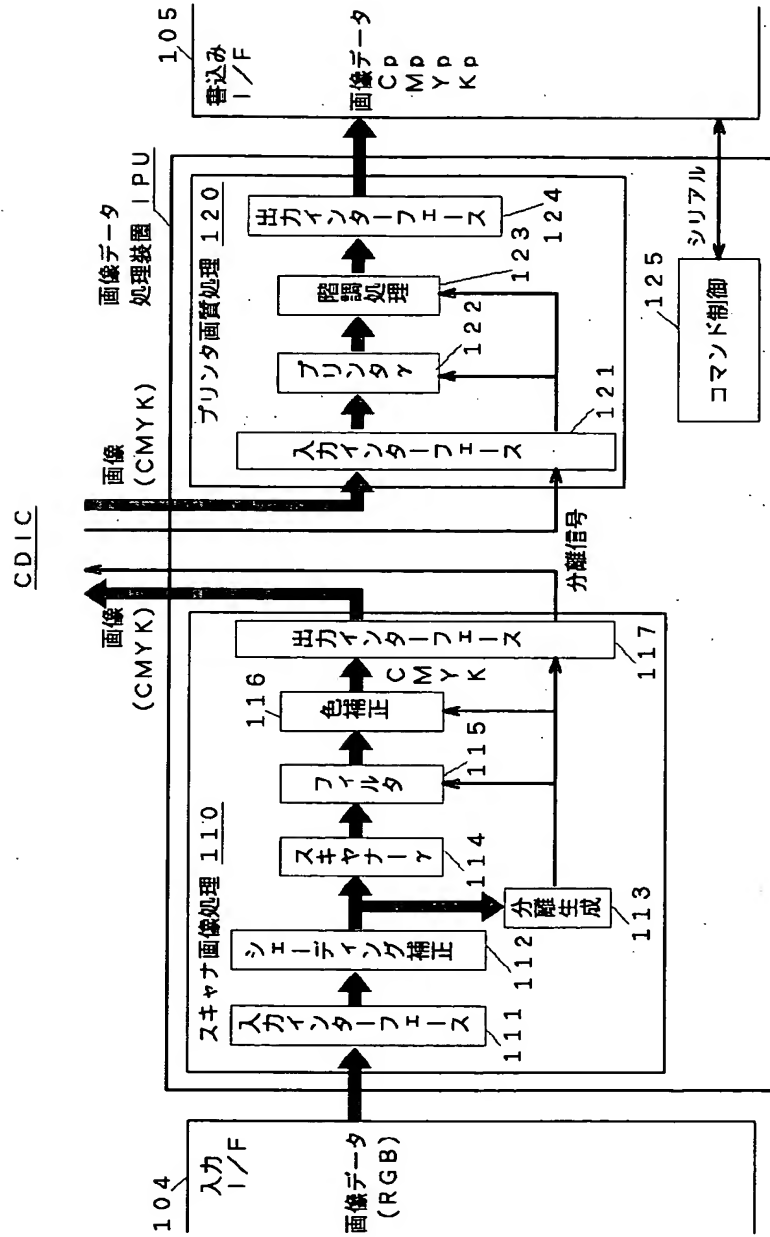 CDIC
104
入力
I/F
画像データ
(RGB)
画像データ
処理装置 IPU
スキャナ画像処理 110
入力インターフェース
111
シェーディング補正
112
分離生成
113
スキャナーγ
114
フィルタ
115
色補正
116
C
M
Y
K
出力インターフェース
117
画像
(CMYK)
分離信号
画像
(CMYK)
プリンタ画質処理 120
入力インターフェース
121
プリンタγ
122
階調処理
123
出力インターフェース
124
コマンド制御
125
シリアル
105
書込み
I/F
画像データ
Cp
Mp
Yp
Kp